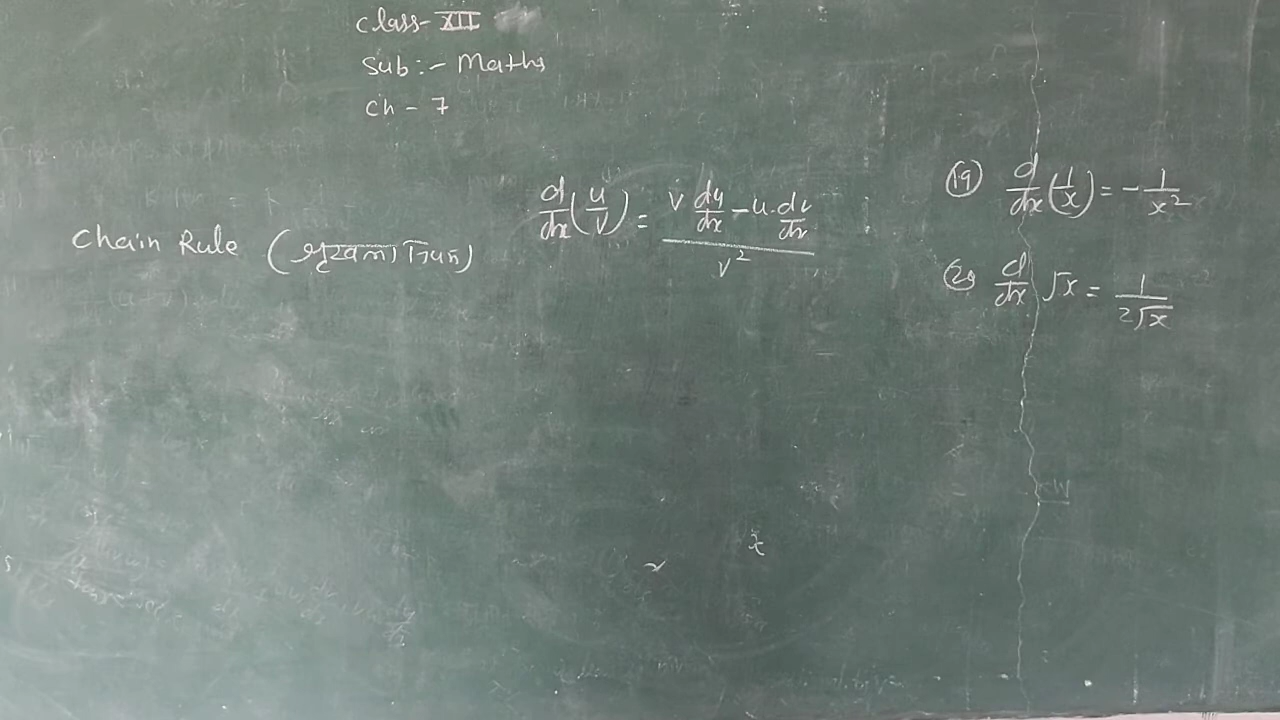 Class- XII
Sub:- Maths
Ch - 7
Chain Rule (श्रृंखला नियम)
d/dx (u/v) = (v du/dx - u. dv/dx) / v²
(19) d/dx (1/x) = - 1/x²
(20) d/dx √x = 1/(2√x)